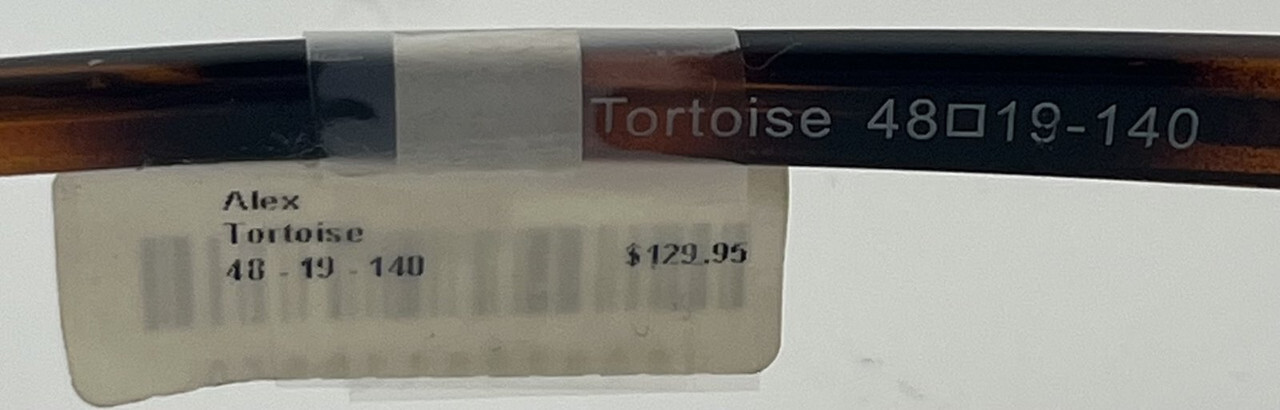 Tortoise 48□19-140
Alex
Tortoise
48 - 19 - 140
$129.95